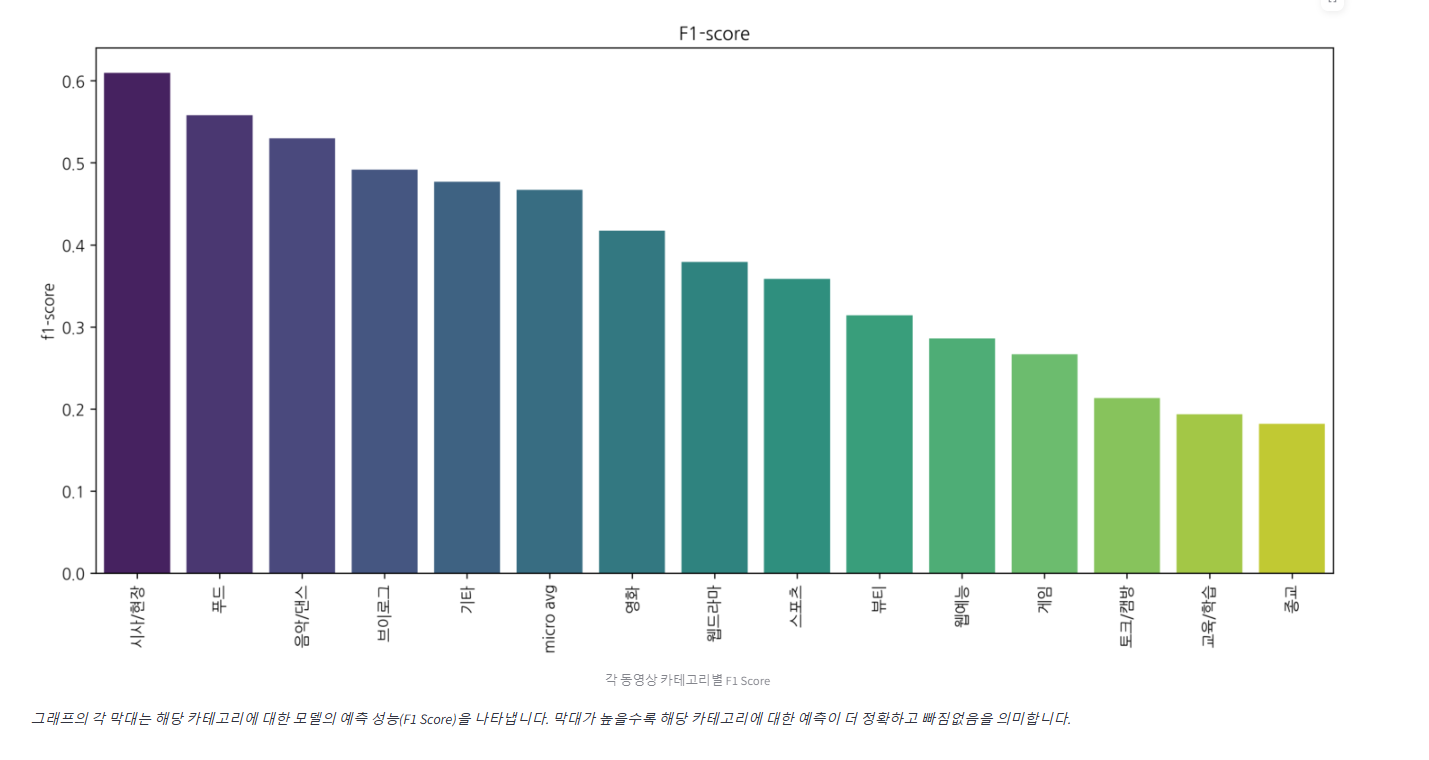 F1-score
f1-score
0.6
0.5
0.4
0.3
0.2
0.1
0.0
시사/현장
푸드
음악/댄스
브이로그
기타
micro avg
영화
웹드라마
스포츠
뷰티
웹예능
게임
토크/캠방
교육/학습
종교
각 동영상 카테고리별 F1 Score
그래프의 각 막대는 해당 카테고리에 대한 모델의 예측 성능(F1 Score)을 나타냅니다. 막대가 높을수록 해당 카테고리에 대한 예측이 더 정확하고 빠짐없음을 의미합니다.